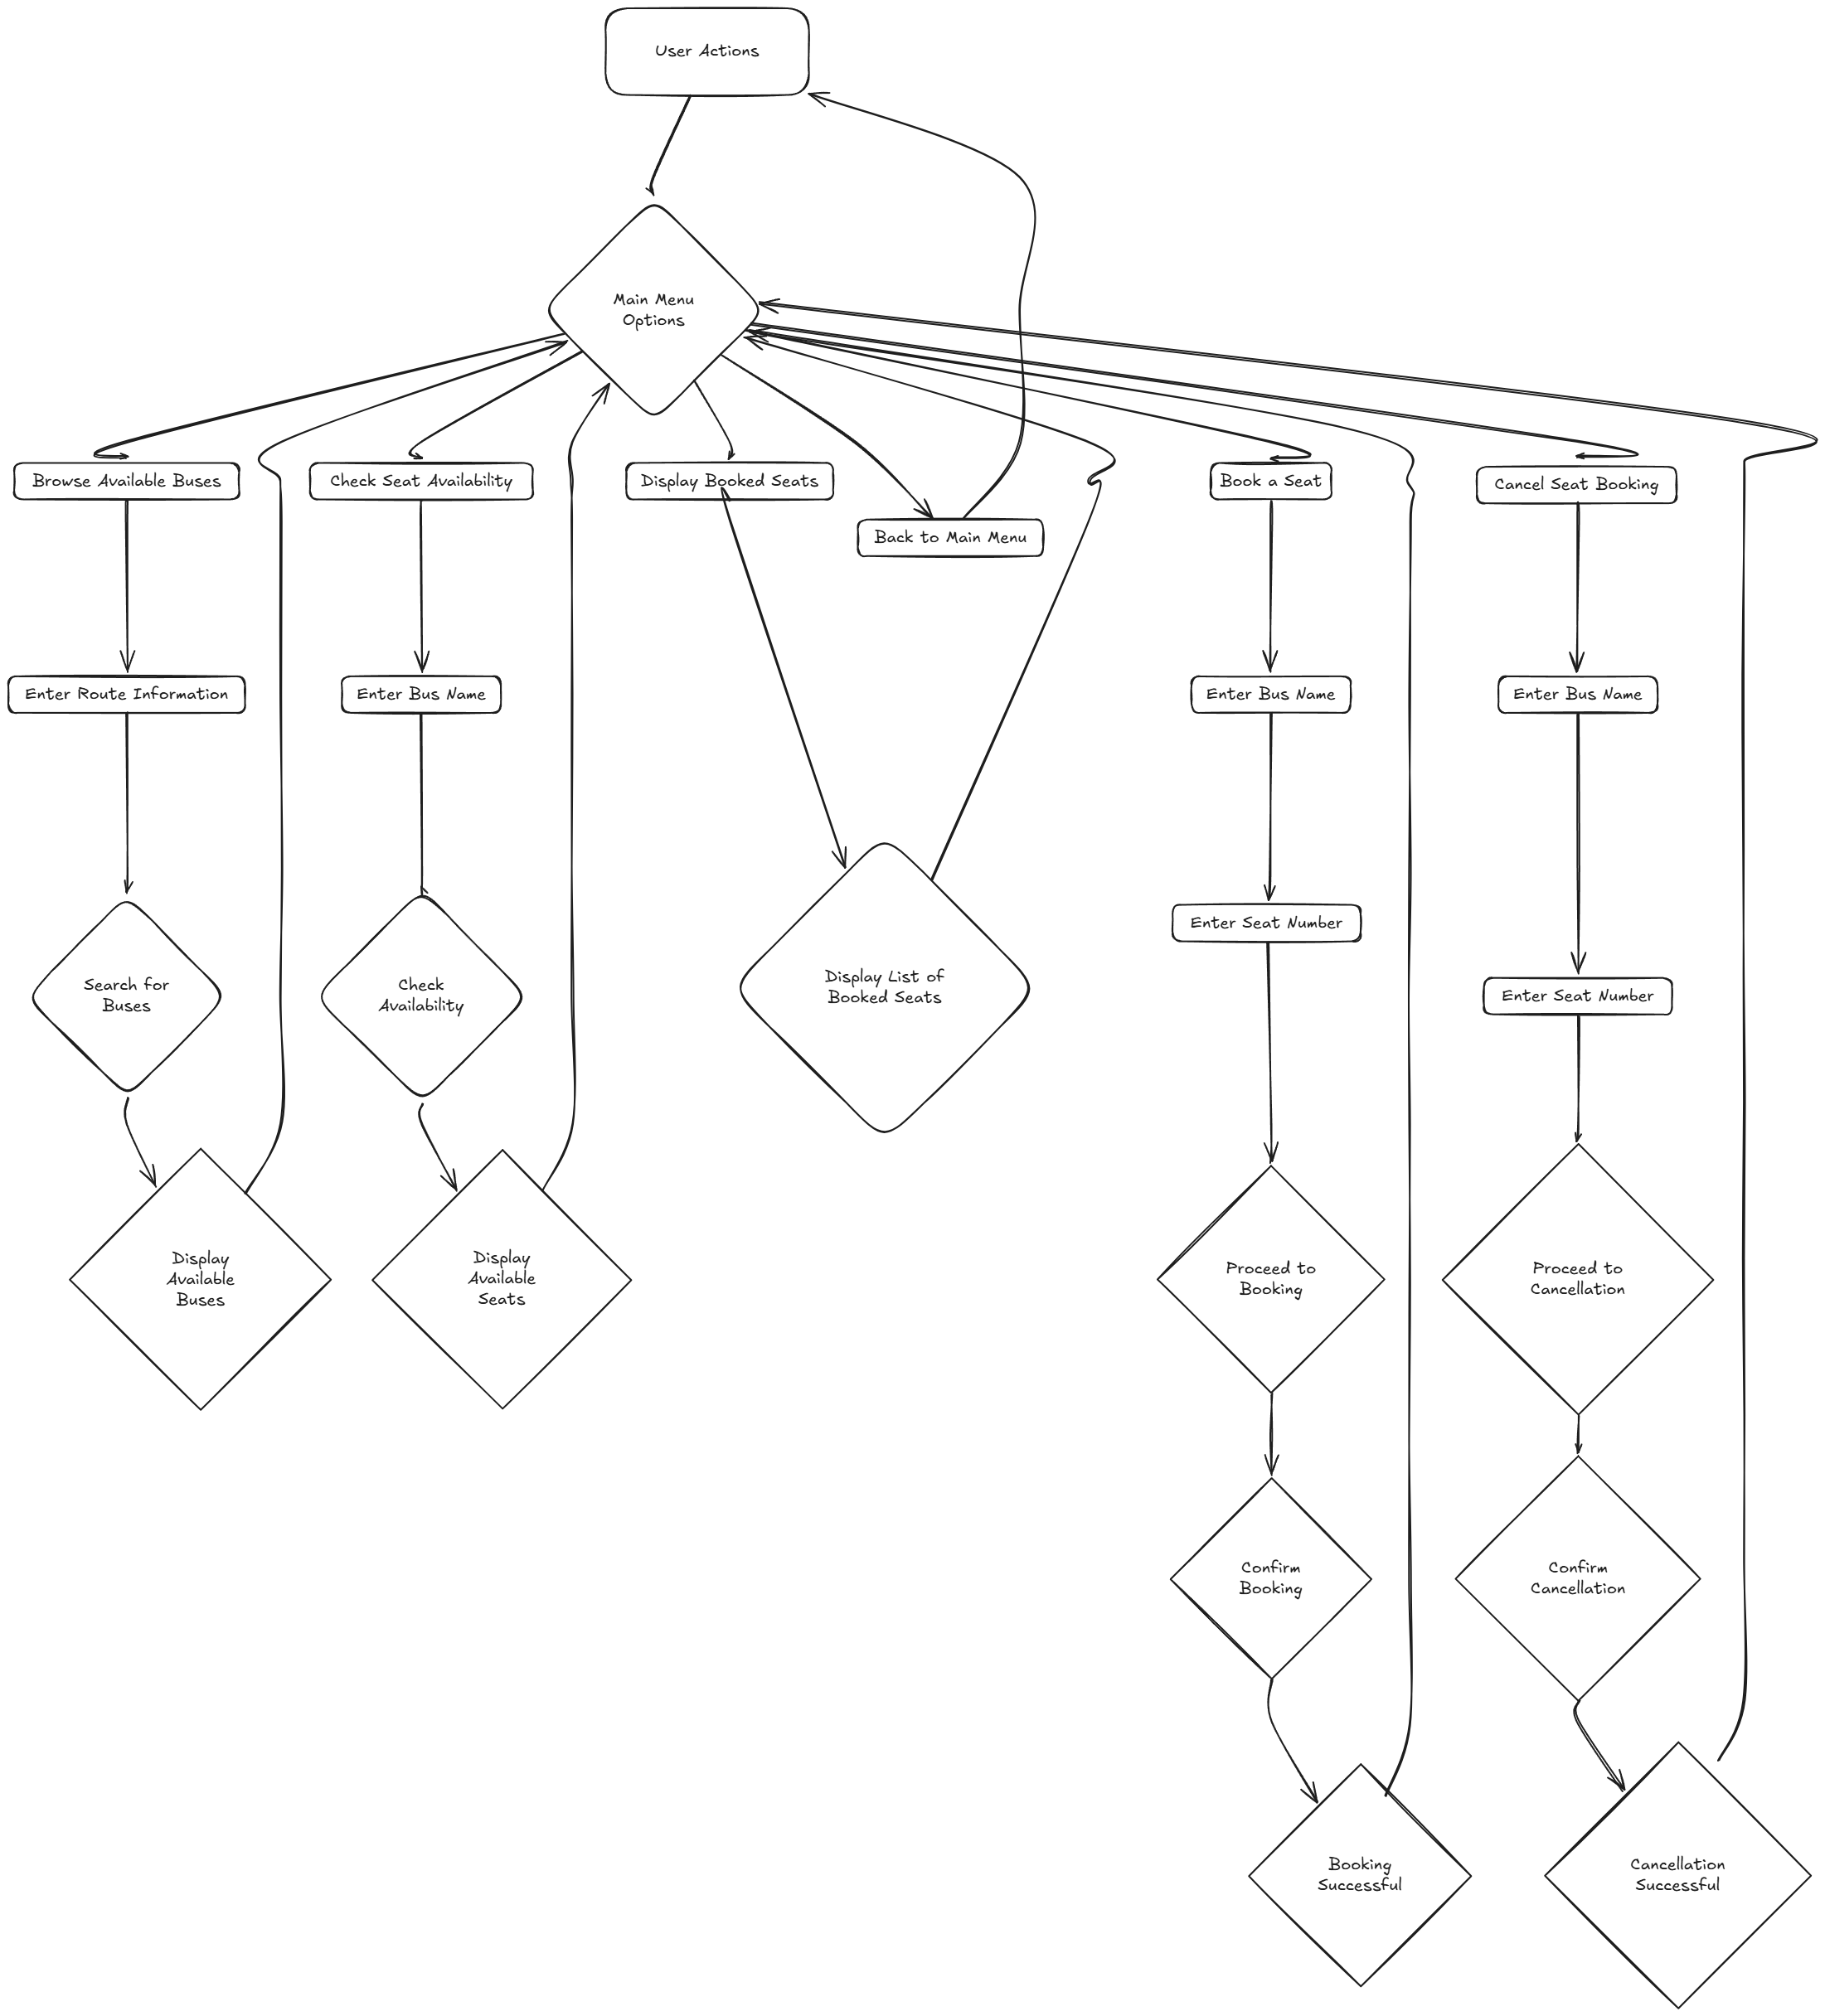 User Actions
Main Menu
Options
Browse Available Buses
Check Seat Availability
Display Booked Seats
Back to Main Menu
Book a Seat
Cancel Seat Booking
Enter Route Information
Enter Bus Name
Enter Bus Name
Enter Bus Name
Enter Seat Number
Enter Seat Number
Search for
Buses
Check
Availability
Display List of
Booked Seats
Display
Available
Buses
Display
Available
Seats
Proceed to
Booking
Proceed to
Cancellation
Confirm
Booking
Confirm
Cancellation
Booking
Successful
Cancellation
Successful